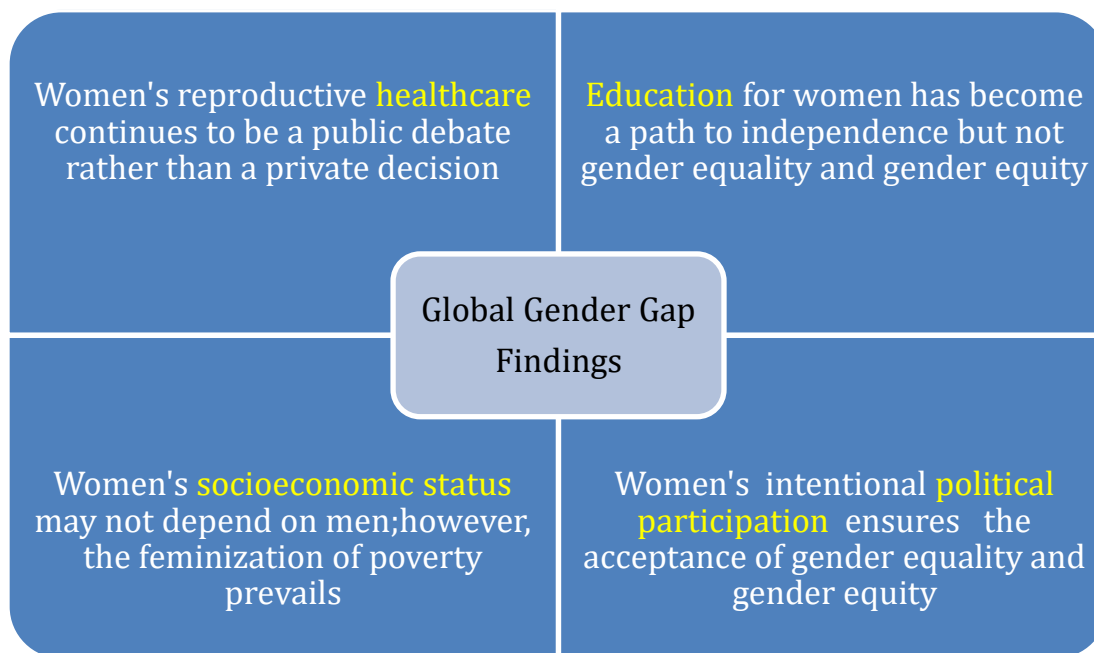 Women's reproductive healthcare
continues to be a public debate
rather than a private decision
Education for women has become
a path to independence but not
gender equality and gender equity
Global Gender Gap
Findings
Women's socioeconomic status
may not depend on men;however,
the feminization of poverty
prevails
Women's intentional political
participation ensures the
acceptance of gender equality and
gender equity